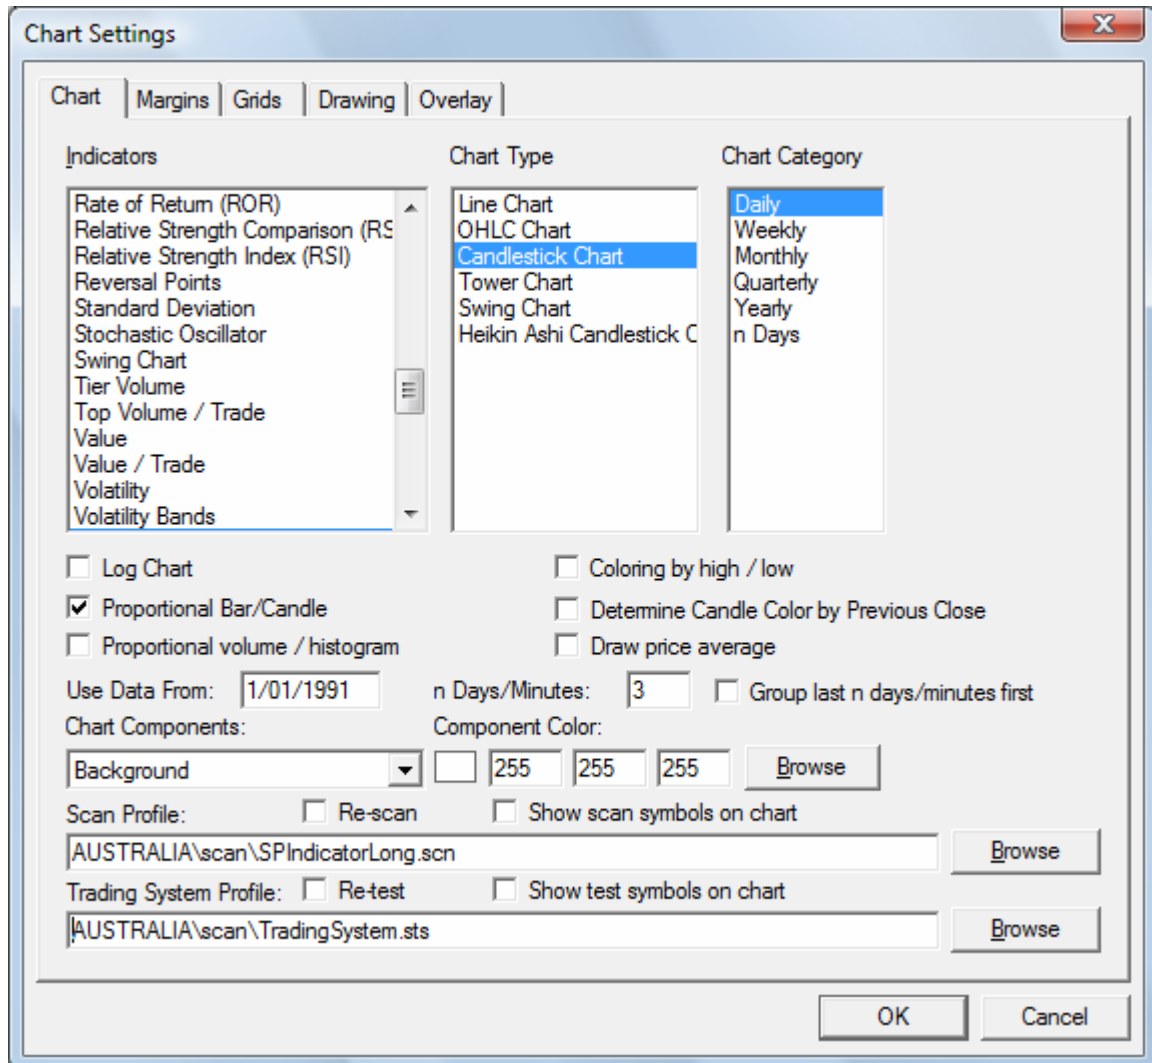 Chart Settings
Chart Margins Grids Drawing Overlay
Indicators Chart Type Chart Category
Rate of Return (ROR)
Relative Strength Comparison (RS
Relative Strength Index (RSI)
Reversal Points
Standard Deviation
Stochastic Oscillator
Swing Chart
Tier Volume
Top Volume / Trade
Value
Value / Trade
Volatility
Volatility Bands
Line Chart
OHLC Chart
Candlestick Chart
Tower Chart
Swing Chart
Heikin Ashi Candlestick C
Daily
Weekly
Monthly
Quarterly
Yearly
n Days
Log Chart Coloring by high / low
Proportional Bar/Candle Determine Candle Color by Previous Close
Proportional volume / histogram Draw price average
Use Data From: 1/01/1991 n Days/Minutes: 3 Group last n days/minutes first
Chart Components: Component Color:
Background 255 255 255 Browse
Scan Profile: Re-scan Show scan symbols on chart
AUSTRALIA\scan\SPIndicatorLong.scn Browse
Trading System Profile: Re-test Show test symbols on chart
AUSTRALIA\scan\TradingSystem.sts Browse
OK Cancel